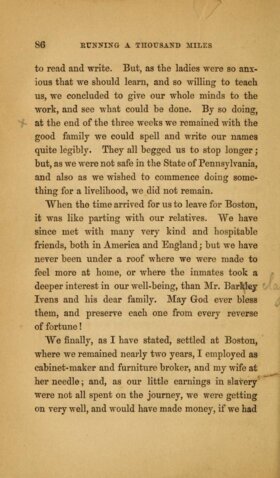 86 RUNNING A THOUSAND MILES
to read and write. But, as the ladies were so anx-
ious that we should learn, and so willing to teach
us, we concluded to give our whole minds to the
work, and see what could be done. By so doing,
at the end of the three weeks we remained with the
good family we could spell and write our names
quite legibly. They all begged us to stop longer;
but, as we were not safe in the State of Pennsylvania,
and also as we wished to commence doing some-
thing for a livelihood, we did not remain.
When the time arrived for us to leave for Boston,
it was like parting with our relatives. We have
since met with many very kind and hospitable
friends, both in America and England; but we have
never been under a roof where we were made to
feel more at home, or where the inmates took a
deeper interest in our well-being, than Mr. Barkley
Ivens and his dear family. May God ever bless
them, and preserve each one from every reverse
of fortune!
We finally, as I have stated, settled at Boston,
where we remained nearly two years, I employed as
cabinet-maker and furniture broker, and my wife at
her needle; and, as our little earnings in slavery
were not all spent on the journey, we were getting
on very well, and would have made money, if we had